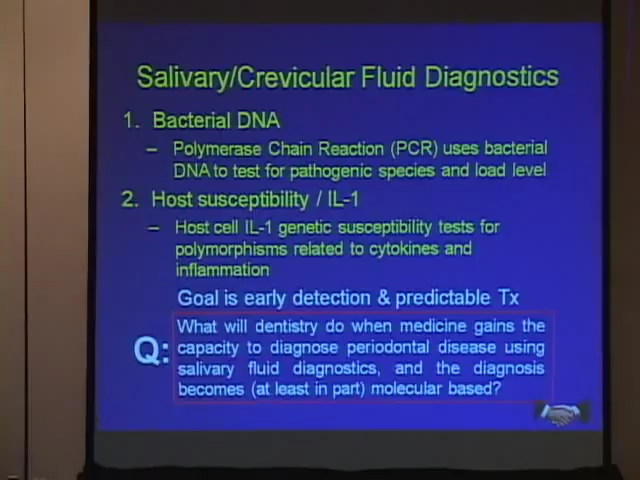 Salivary/Crevicular Fluid Diagnostics
1. Bacterial DNA
– Polymerase Chain Reaction (PCR) uses bacterial
DNA to test for pathogenic species and load level
2. Host susceptibility / IL-1
– Host cell IL-1 genetic susceptibility tests for
polymorphisms related to cytokines and
inflammation
Goal is early detection & predictable Tx
Q: What will dentistry do when medicine gains the
capacity to diagnose periodontal disease using
salivary fluid diagnostics, and the diagnosis
becomes (at least in part) molecular based?